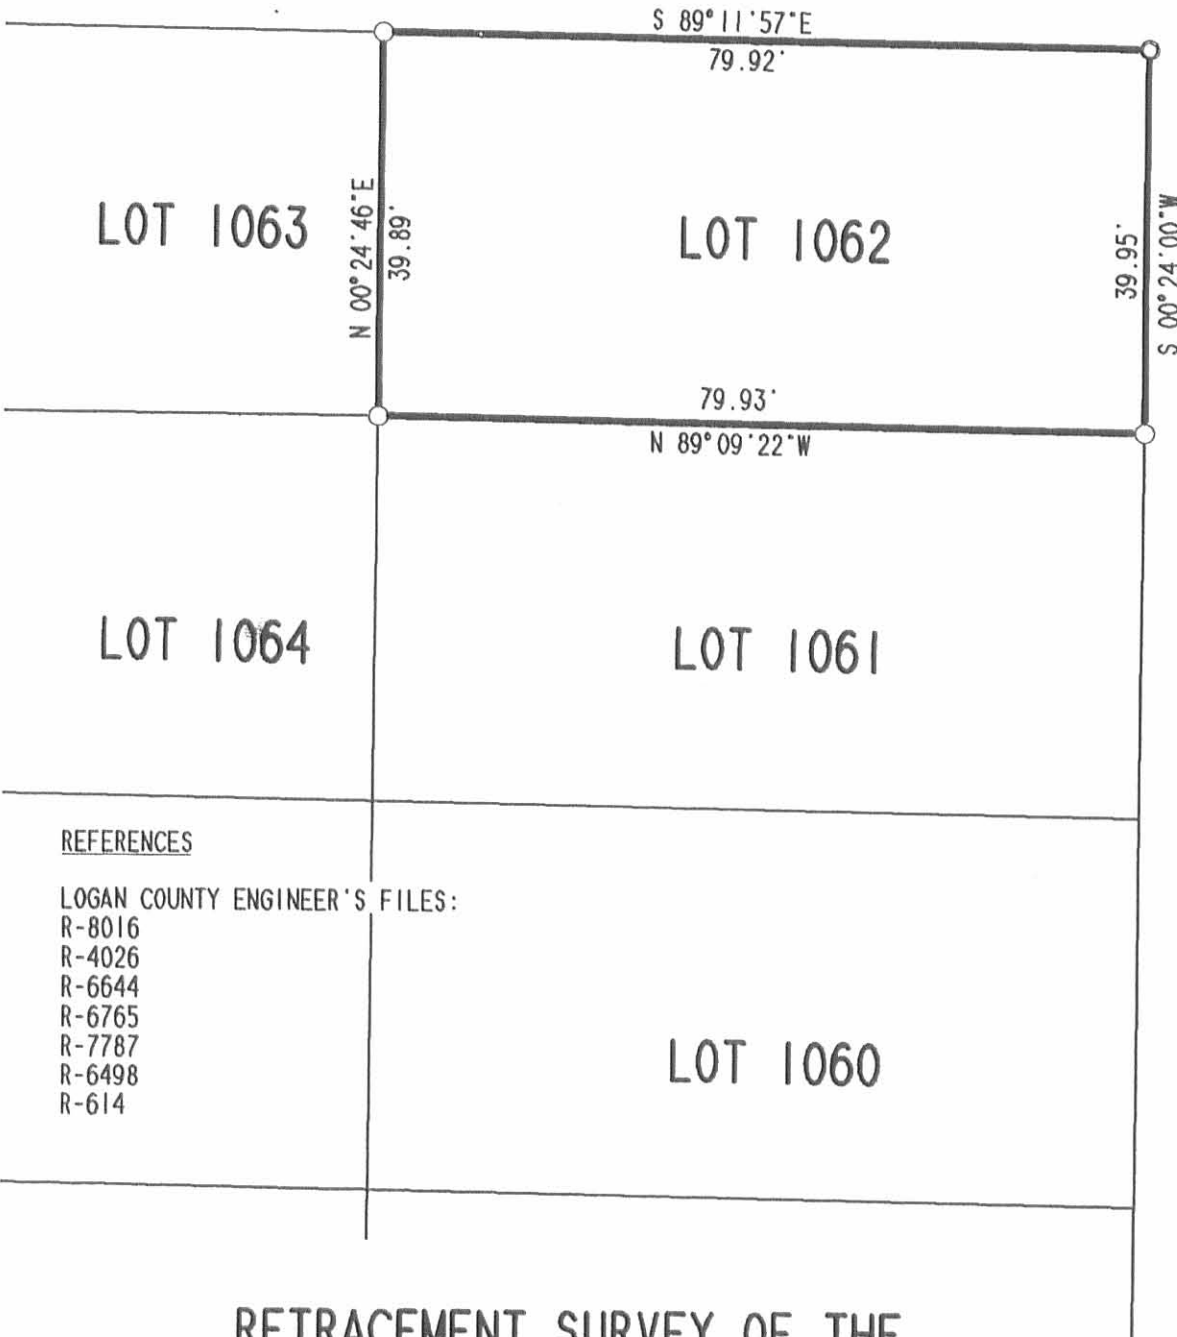 S 89°11'57"E
79.92'
N 00°24'46"E
39.89'
LOT 1063
LOT 1062
39.95'
S 00°24'00"W
79.93'
N 89°09'22"W
LOT 1064
LOT 1061
REFERENCES
LOGAN COUNTY ENGINEER'S FILES:
R-8016
R-4026
R-6644
R-6765
R-7787
R-6498
R-614
LOT 1060
RETRACEMENT SURVEY OF THE